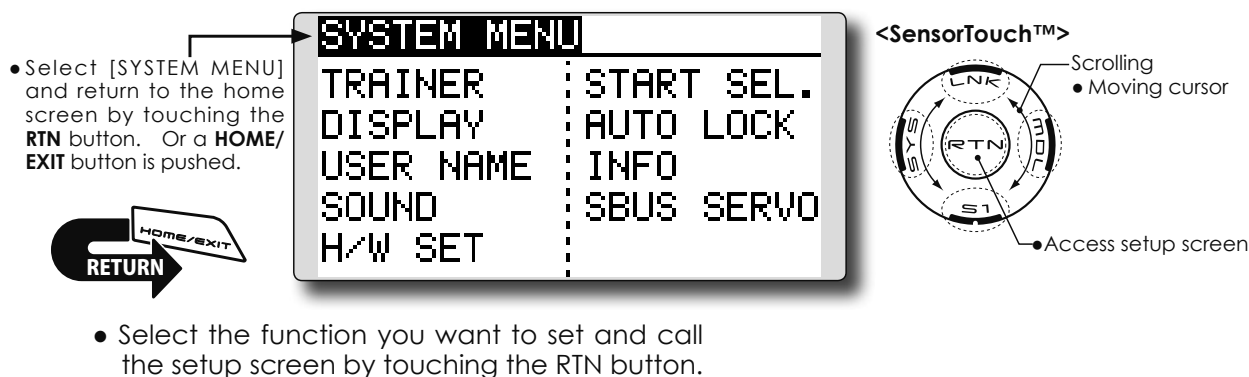 ●Select [SYSTEM MENU]
and return to the home
screen by touching the
RTN button. Or a HOME/
EXIT button is pushed.
HOME/EXIT
RETURN
SYSTEM MENU
TRAINER
DISPLAY
USER NAME
SOUND
H/W SET
START SEL.
AUTO LOCK
INFO
SBUS SERVO
<SensorTouch™>
LNK
SYS
RTN
MDL
S1
Scrolling
● Moving cursor
●Access setup screen
● Select the function you want to set and call
the setup screen by touching the RTN button.